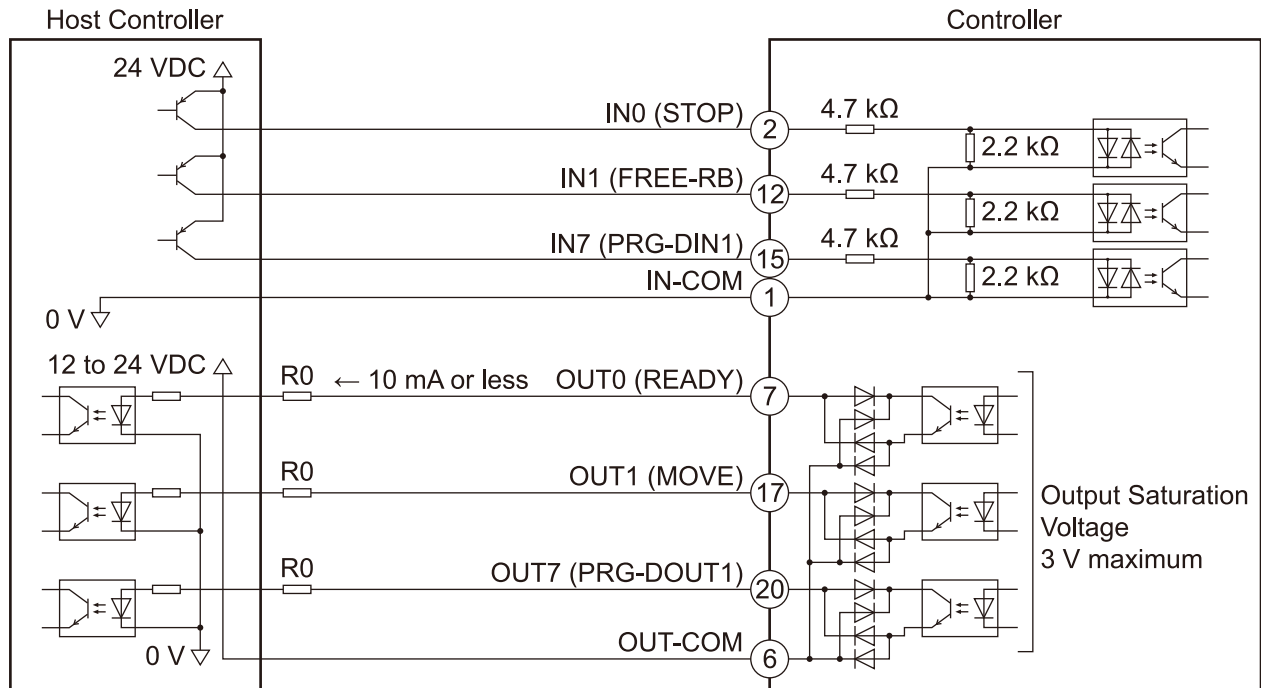 Host Controller
Controller
24 VDC
IN0 (STOP)
2
4.7 kΩ
2.2 kΩ
IN1 (FREE-RB)
12
4.7 kΩ
2.2 kΩ
IN7 (PRG-DIN1)
15
4.7 kΩ
2.2 kΩ
IN-COM
1
0 V
12 to 24 VDC
R0
← 10 mA or less
OUT0 (READY)
7
R0
OUT1 (MOVE)
17
Output Saturation
Voltage
3 V maximum
R0
OUT7 (PRG-DOUT1)
20
0 V
OUT-COM
6